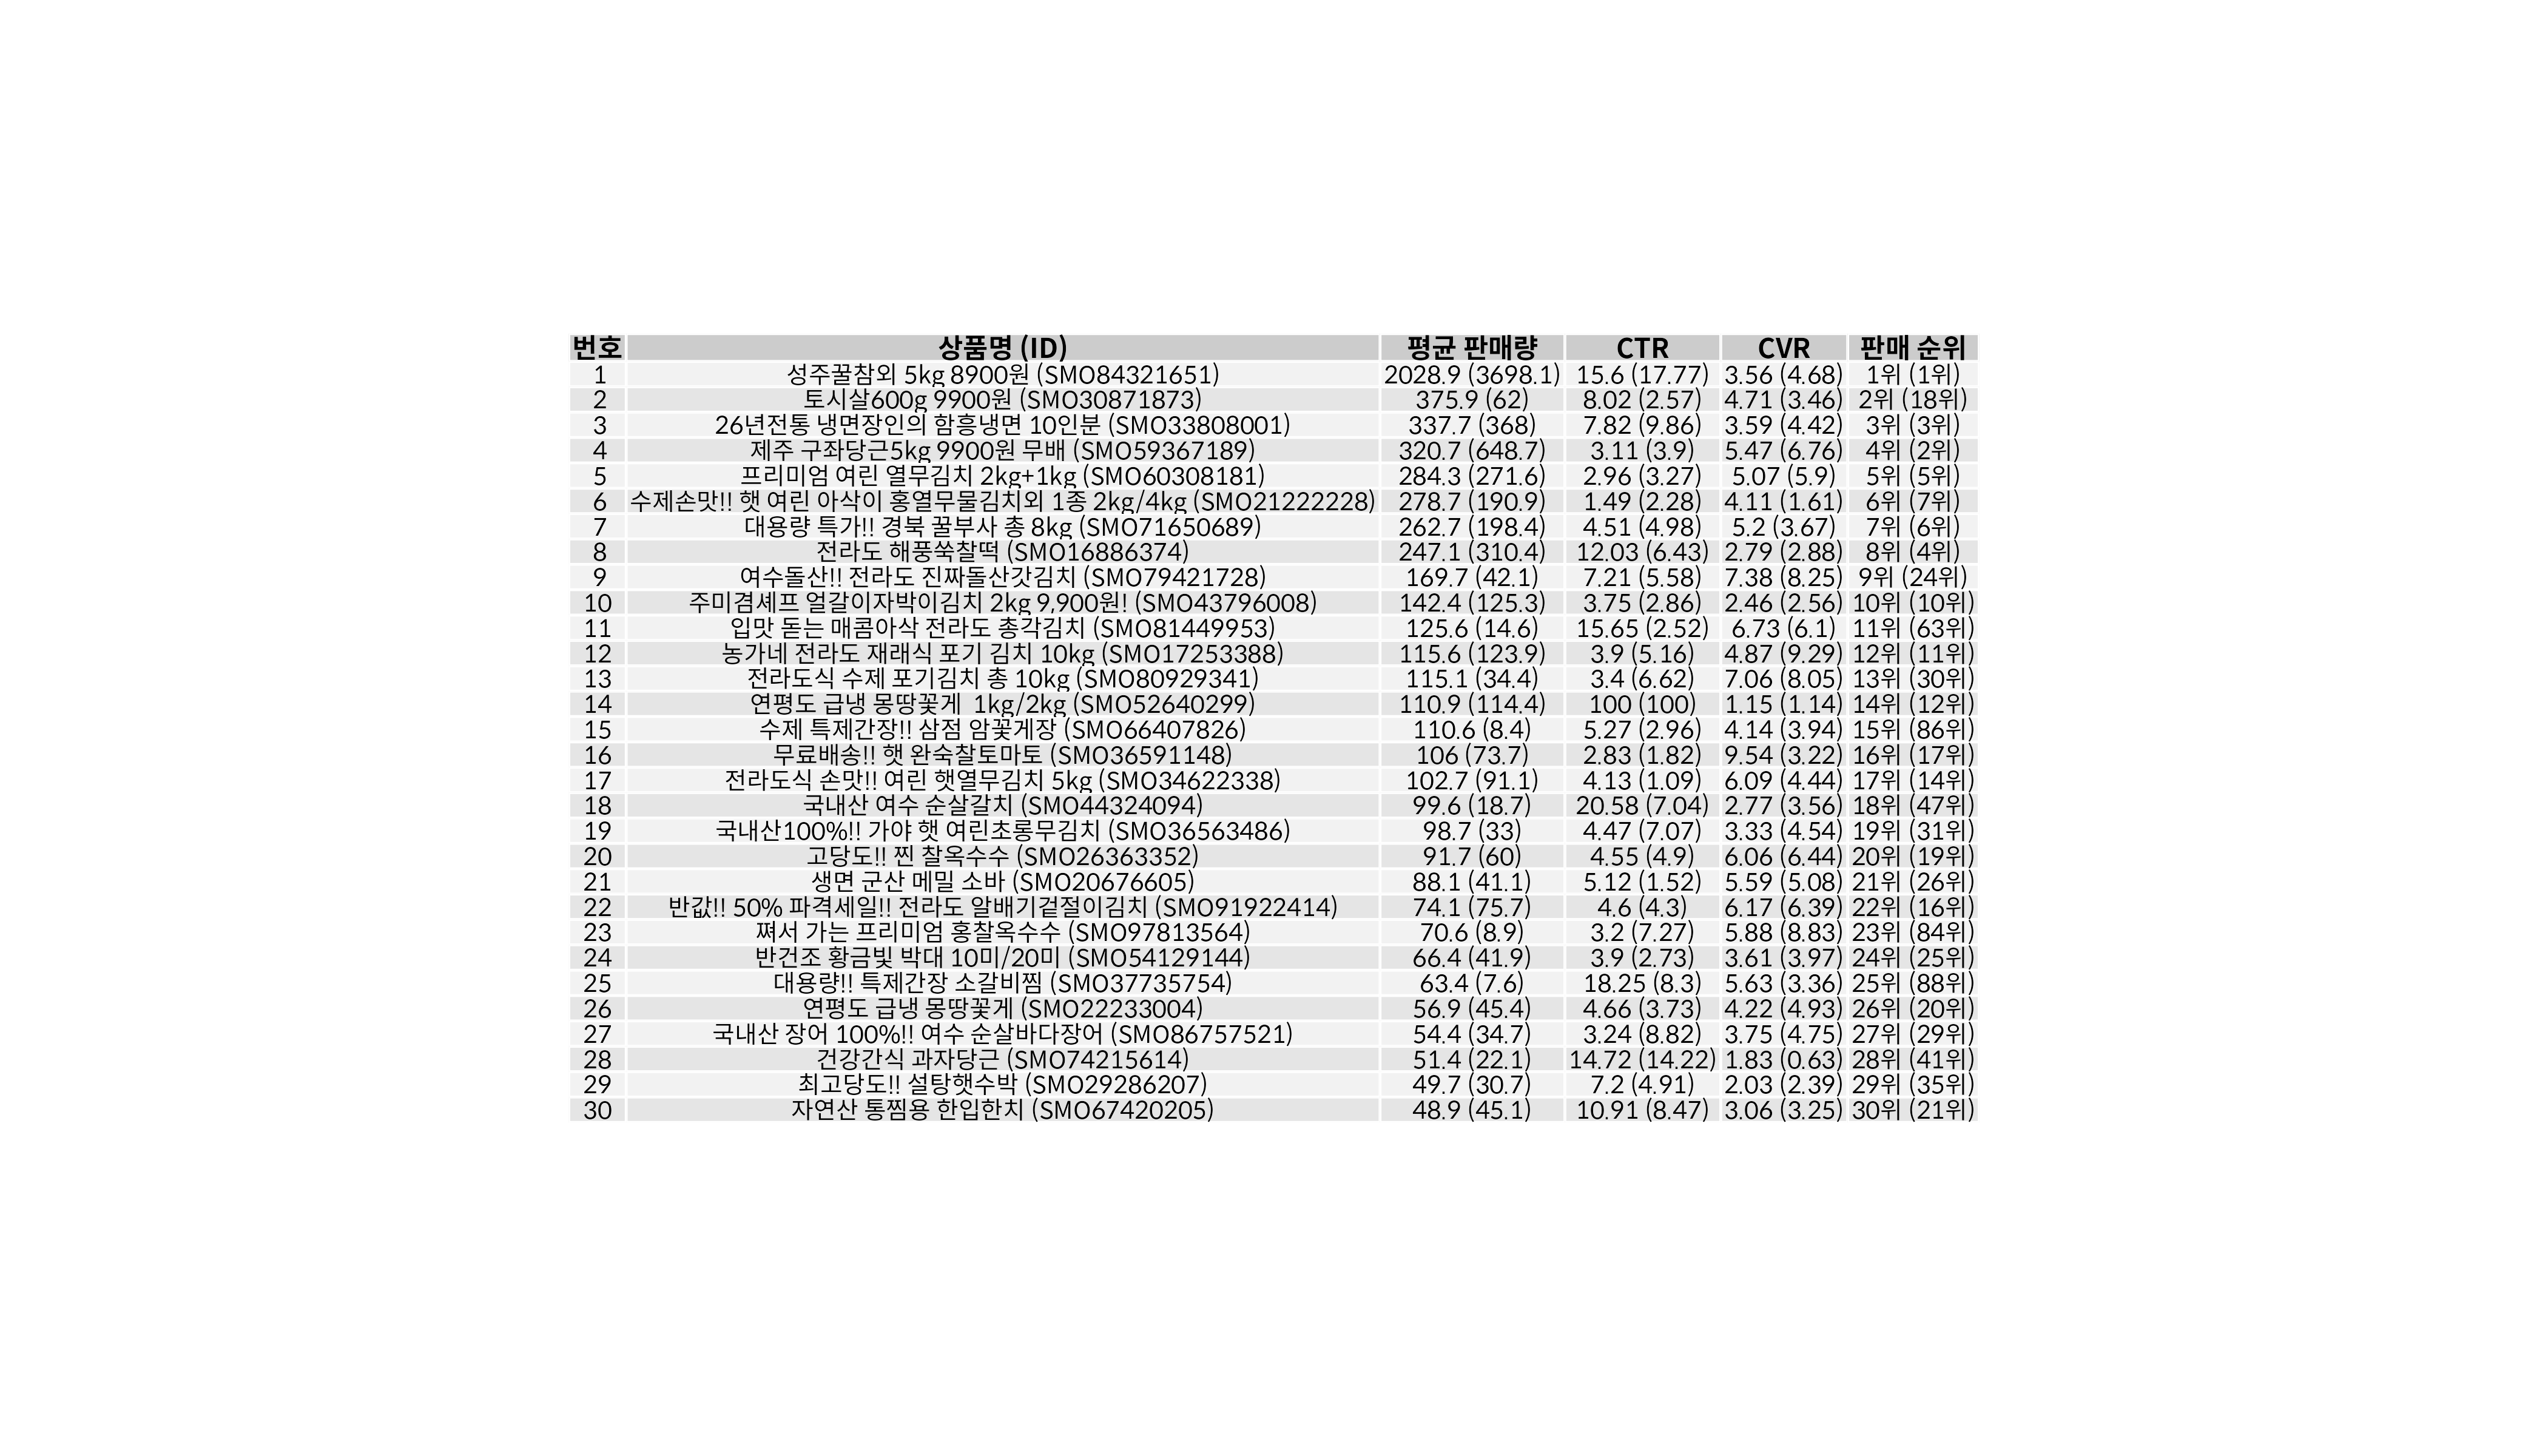 번호 상품명 (ID) 평균 판매량 CTR CVR 판매 순위
1 성주꿀참외 5kg 8900원 (SMO84321651) 2028.9 (3698.1) 15.6 (17.77) 3.56 (4.68) 1위 (1위)
2 토시살600g 9900원 (SMO30871873) 375.9 (62) 8.02 (2.57) 4.71 (3.46) 2위 (18위)
3 26년전통 냉면장인의 함흥냉면 10인분 (SMO33808001) 337.7 (368) 7.82 (9.86) 3.59 (4.42) 3위 (3위)
4 제주 구좌당근5kg 9900원 무배 (SMO59367189) 320.7 (648.7) 3.11 (3.9) 5.47 (6.76) 4위 (2위)
5 프리미엄 여린 열무김치 2kg+1kg (SMO60308181) 284.3 (271.6) 2.96 (3.27) 5.07 (5.9) 5위 (5위)
6 수제손맛!! 햇 여린 아삭이 홍열무물김치외 1종 2kg/4kg (SMO21222228) 278.7 (190.9) 1.49 (2.28) 4.11 (1.61) 6위 (7위)
7 대용량 특가!! 경북 꿀부사 총 8kg (SMO71650689) 262.7 (198.4) 4.51 (4.98) 5.2 (3.67) 7위 (6위)
8 전라도 해풍쑥찰떡 (SMO16886374) 247.1 (310.4) 12.03 (6.43) 2.79 (2.88) 8위 (4위)
9 여수돌산!! 전라도 진짜돌산갓김치 (SMO79421728) 169.7 (42.1) 7.21 (5.58) 7.38 (8.25) 9위 (24위)
10 주미겸셰프 얼갈이자박이김치 2kg 9,900원! (SMO43796008) 142.4 (125.3) 3.75 (2.86) 2.46 (2.56) 10위 (10위)
11 입맛 돋는 매콤아삭 전라도 총각김치 (SMO81449953) 125.6 (14.6) 15.65 (2.52) 6.73 (6.1) 11위 (63위)
12 농가네 전라도 재래식 포기 김치 10kg (SMO17253388) 115.6 (123.9) 3.9 (5.16) 4.87 (9.29) 12위 (11위)
13 전라도식 수제 포기김치 총 10kg (SMO80929341) 115.1 (34.4) 3.4 (6.62) 7.06 (8.05) 13위 (30위)
14 연평도 급냉 몽땅꽃게  1kg/2kg (SMO52640299) 110.9 (114.4) 100 (100) 1.15 (1.14) 14위 (12위)
15 수제 특제간장!! 삼점 암꽃게장 (SMO66407826) 110.6 (8.4) 5.27 (2.96) 4.14 (3.94) 15위 (86위)
16 무료배송!! 햇 완숙찰토마토 (SMO36591148) 106 (73.7) 2.83 (1.82) 9.54 (3.22) 16위 (17위)
17 전라도식 손맛!! 여린 햇열무김치 5kg (SMO34622338) 102.7 (91.1) 4.13 (1.09) 6.09 (4.44) 17위 (14위)
18 국내산 여수 순살갈치 (SMO44324094) 99.6 (18.7) 20.58 (7.04) 2.77 (3.56) 18위 (47위)
19 국내산100%!! 가야 햇 여린초롱무김치 (SMO36563486) 98.7 (33) 4.47 (7.07) 3.33 (4.54) 19위 (31위)
20 고당도!! 찐 찰옥수수 (SMO26363352) 91.7 (60) 4.55 (4.9) 6.06 (6.44) 20위 (19위)
21 생면 군산 메밀 소바 (SMO20676605) 88.1 (41.1) 5.12 (1.52) 5.59 (5.08) 21위 (26위)
22 반값!! 50% 파격세일!! 전라도 알배기겉절이김치 (SMO91922414) 74.1 (75.7) 4.6 (4.3) 6.17 (6.39) 22위 (16위)
23 쪄서 가는 프리미엄 홍찰옥수수 (SMO97813564) 70.6 (8.9) 3.2 (7.27) 5.88 (8.83) 23위 (84위)
24 반건조 황금빛 박대 10미/20미 (SMO54129144) 66.4 (41.9) 3.9 (2.73) 3.61 (3.97) 24위 (25위)
25 대용량!! 특제간장 소갈비찜 (SMO37735754) 63.4 (7.6) 18.25 (8.3) 5.63 (3.36) 25위 (88위)
26 연평도 급냉 몽땅꽃게 (SMO22233004) 56.9 (45.4) 4.66 (3.73) 4.22 (4.93) 26위 (20위)
27 국내산 장어 100%!! 여수 순살바다장어 (SMO86757521) 54.4 (34.7) 3.24 (8.82) 3.75 (4.75) 27위 (29위)
28 건강간식 과자당근 (SMO74215614) 51.4 (22.1) 14.72 (14.22) 1.83 (0.63) 28위 (41위)
29 최고당도!! 설탕햇수박 (SMO29286207) 49.7 (30.7) 7.2 (4.91) 2.03 (2.39) 29위 (35위)
30 자연산 통찜용 한입한치 (SMO67420205) 48.9 (45.1) 10.91 (8.47) 3.06 (3.25) 30위 (21위)